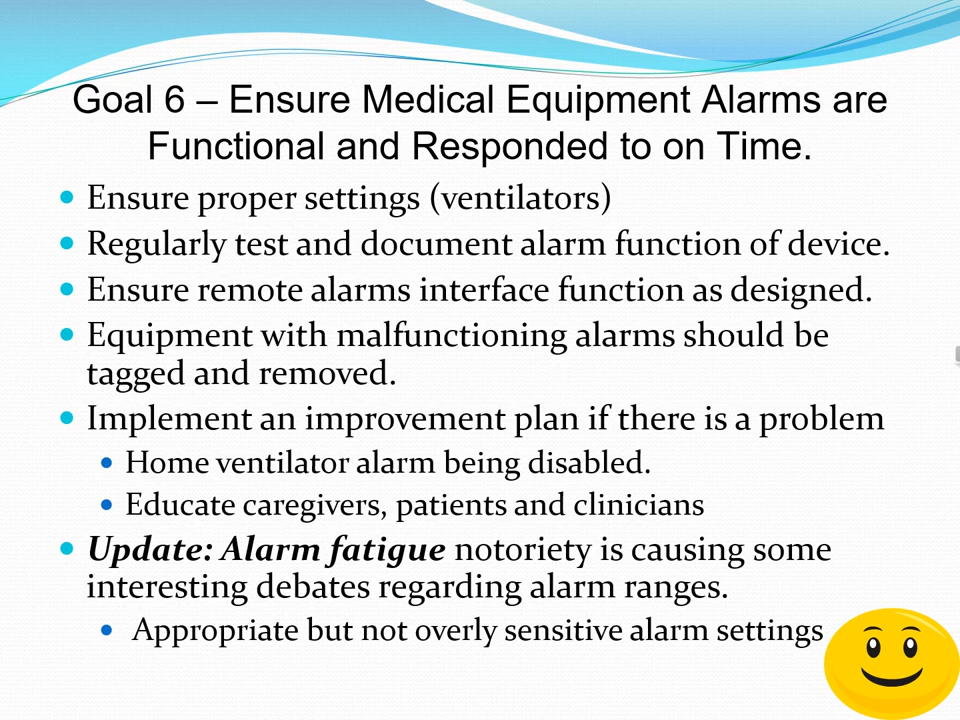 Goal 6 – Ensure Medical Equipment Alarms are
Functional and Responded to on Time.
• Ensure proper settings (ventilators)
• Regularly test and document alarm function of device.
• Ensure remote alarms interface function as designed.
• Equipment with malfunctioning alarms should be
tagged and removed.
• Implement an improvement plan if there is a problem
• Home ventilator alarm being disabled.
• Educate caregivers, patients and clinicians
• Update: Alarm fatigue notoriety is causing some
interesting debates regarding alarm ranges.
• Appropriate but not overly sensitive alarm settings